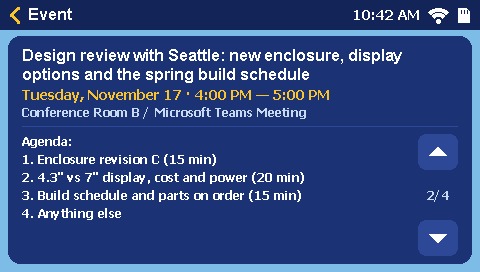 Event
10:42 AM
Design review with Seattle: new enclosure, display
options and the spring build schedule
Tuesday, November 17 · 4:00 PM — 5:00 PM
Conference Room B / Microsoft Teams Meeting
Agenda:
1. Enclosure revision C (15 min)
2. 4.3" vs 7" display, cost and power (20 min)
3. Build schedule and parts on order (15 min)
4. Anything else
2/4